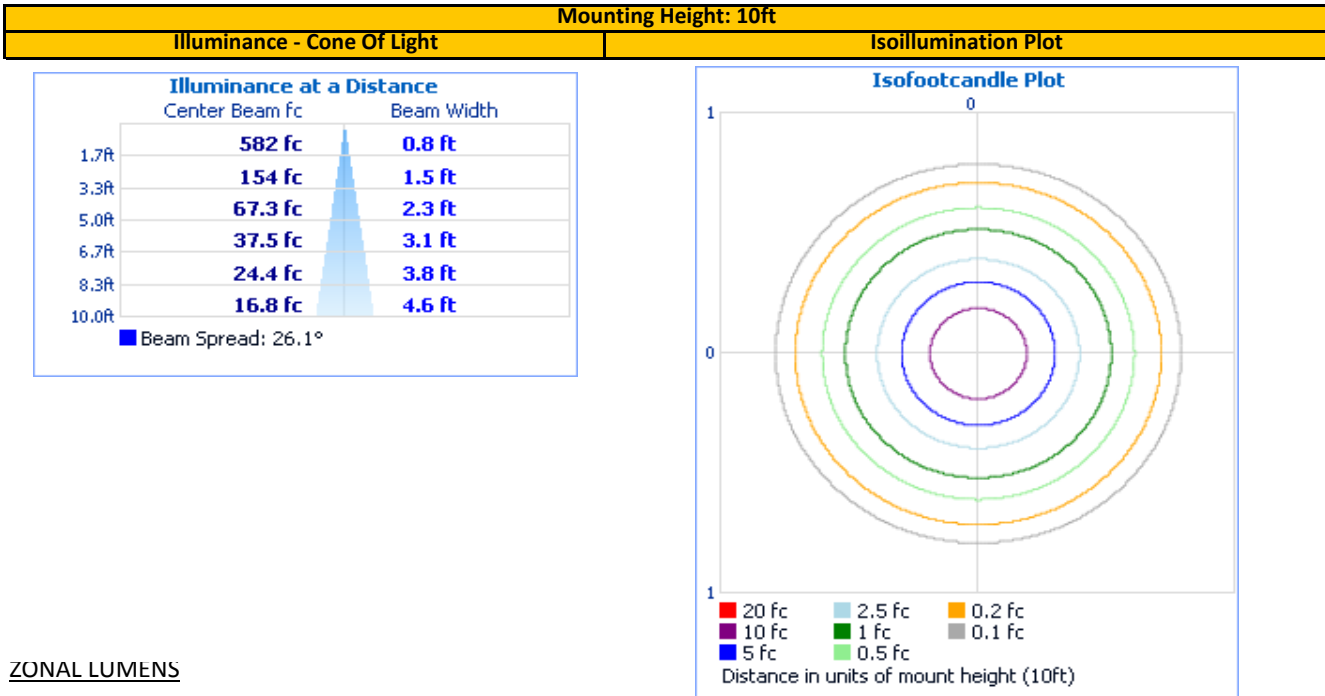 Mounting Height: 10ft
Illuminance - Cone Of Light
Isoillumination Plot
Illuminance at a Distance
Center Beam fc Beam Width
1.7ft 582 fc 0.8 ft
3.3ft 154 fc 1.5 ft
5.0ft 67.3 fc 2.3 ft
6.7ft 37.5 fc 3.1 ft
8.3ft 24.4 fc 3.8 ft
10.0ft 16.8 fc 4.6 ft
Beam Spread: 26.1°
Isofootcandle Plot
0
1
0
1
20 fc 2.5 fc 0.2 fc
10 fc 1 fc 0.1 fc
5 fc 0.5 fc
Distance in units of mount height (10ft)
ZONAL LUMENS